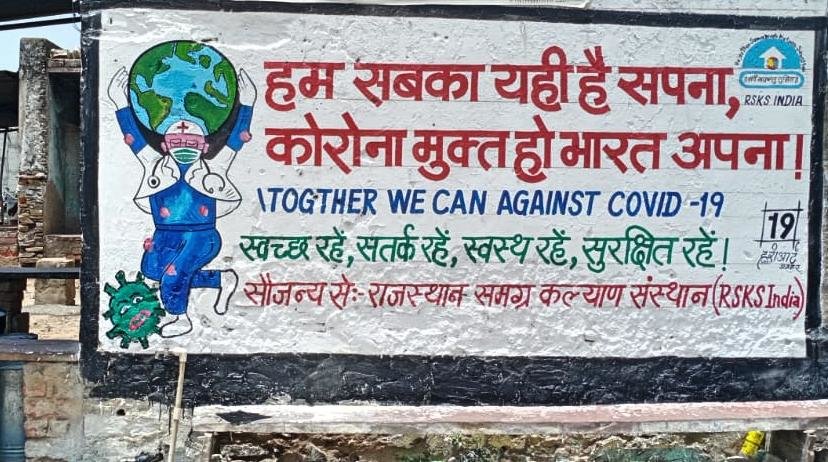 हम सबका यही है सपना,
RSKS INDIA
कोरोना मुक्त हो भारत अपना!
\TOGTHER WE CAN AGAINST COVID -19
19
स्वच्छ रहें, सतर्क रहें, स्वस्थ रहें, सुरक्षित रहें!
सौजन्य से:- राजस्थान समग्र कल्याण संस्थान (RSKS India)